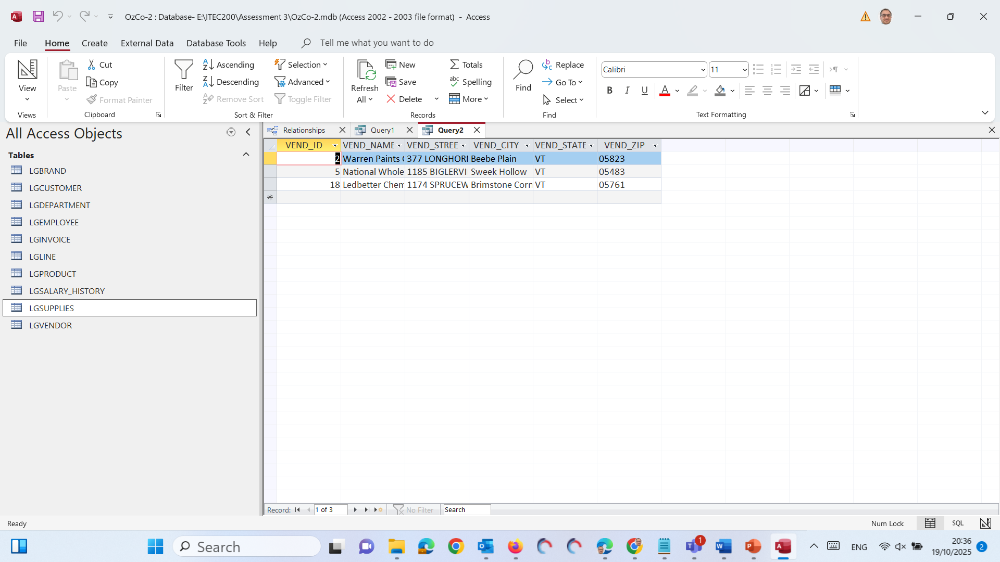 OzCo-2 : Database- E:\ITEC200\Assessment 3\OzCo-2.mdb (Access 2002 - 2003 file format) - Access
File Home Create External Data Database Tools Help Tell me what you want to do
View
Views
Paste
Cut
Copy
Format Painter
Clipboard
Filter
Ascending
Descending
Remove Sort
Selection
Advanced
Toggle Filter
Sort & Filter
Refresh
All
New
Save
Delete
Totals
Spelling
More
Records
Find
Replace
Go To
Select
Find
Calibri
11
B I U
Text Formatting
All Access Objects
Tables
LGBRAND
LGCUSTOMER
LGDEPARTMENT
LGEMPLOYEE
LGINVOICE
LGLINE
LGPRODUCT
LGSALARY_HISTORY
LGSUPPLIES
LGVENDOR
Relationships Query1 Query2
VEND_ID VEND_NAME VEND_STREE VEND_CITY VEND_STATE VEND_ZIP
2 Warren Paints 377 LONGHORN Beebe Plain VT 05823
5 National Whole 1185 BIGLERVI Sweek Hollow VT 05483
18 Ledbetter Chem 1174 SPRUCEW Brimstone Corn VT 05761
Record: 1 of 3 No Filter Search
Ready
Num Lock
SQL
Search
1
ENG
20:36
19/10/2025
2